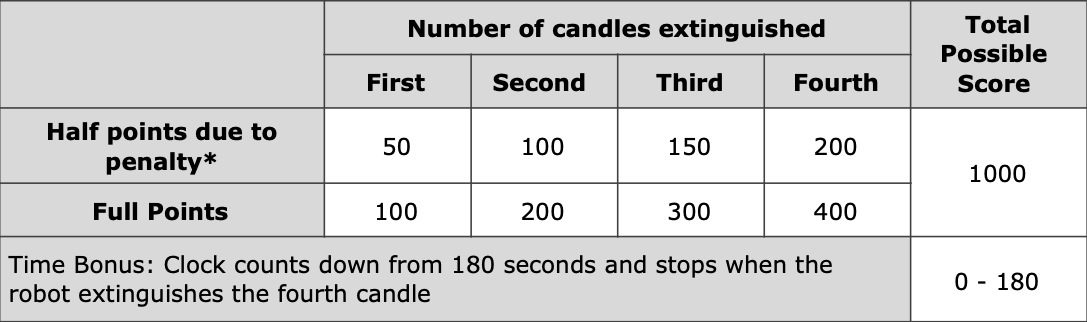 Number of candles extinguished
Total
Possible
Score
First Second Third Fourth
Half points due to
penalty*
50 100 150 200
1000
Full Points 100 200 300 400
Time Bonus: Clock counts down from 180 seconds and stops when the
robot extinguishes the fourth candle
0 - 180